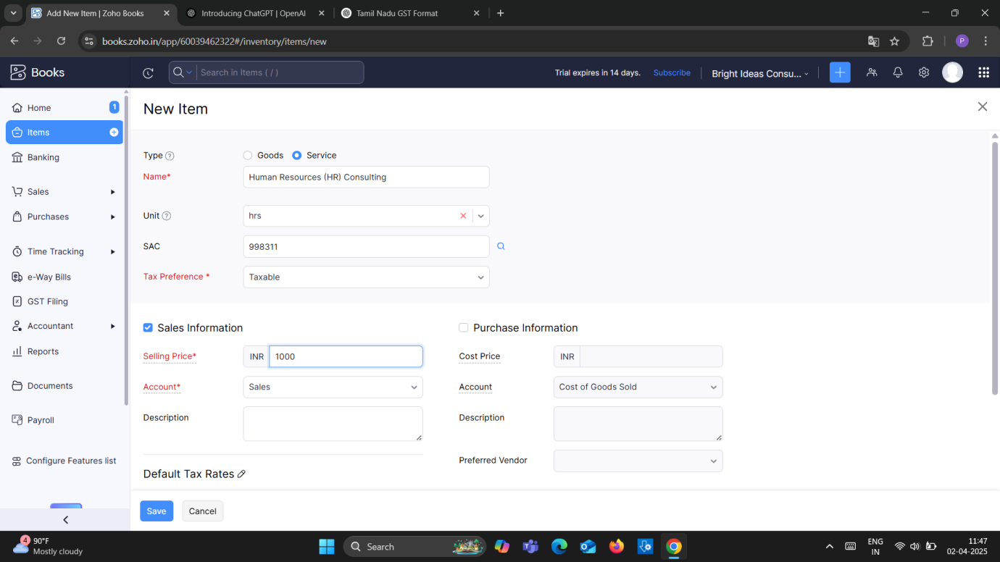 Add New Item | Zoho Books
Introducing ChatGPT | OpenAI
Tamil Nadu GST Format
books.zoho.in/app/60039462322#/inventory/items/new
P
Books
Search in Items ( / )
Trial expires in 14 days.
Subscribe
Bright Ideas Consu...
Home
1
Items
Banking
Sales
Purchases
Time Tracking
e-Way Bills
GST Filing
Accountant
Reports
Documents
Payroll
Configure Features list
New Item
Type
Goods
Service
Name*
Human Resources (HR) Consulting
Unit
hrs
SAC
998311
Tax Preference *
Taxable
Sales Information
Purchase Information
Selling Price*
INR
1000
Cost Price
INR
Account*
Sales
Account
Cost of Goods Sold
Description
Description
Preferred Vendor
Default Tax Rates
Save
Cancel
4
90°F
Mostly cloudy
Search
ENG
IN
11:47
02-04-2025